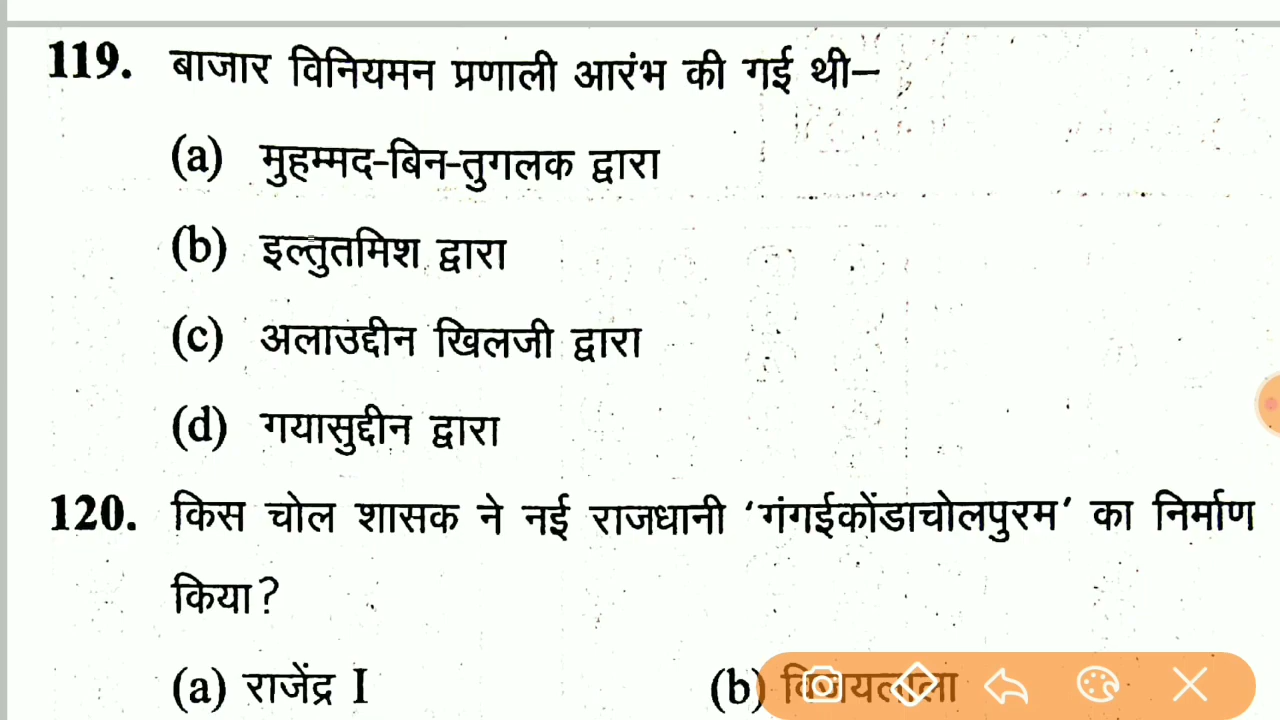 119. बाजार विनियमन प्रणाली आरंभ की गई थी–
(a) मुहम्मद-बिन-तुगलक द्वारा
(b) इल्तुतमिश द्वारा
(c) अलाउद्दीन खिलजी द्वारा
(d) गयासुद्दीन द्वारा
120. किस चोल शासक ने नई राजधानी ‘गंगईकोंडाचोलपुरम’ का निर्माण
किया?
(a) राजेंद्र I (b)